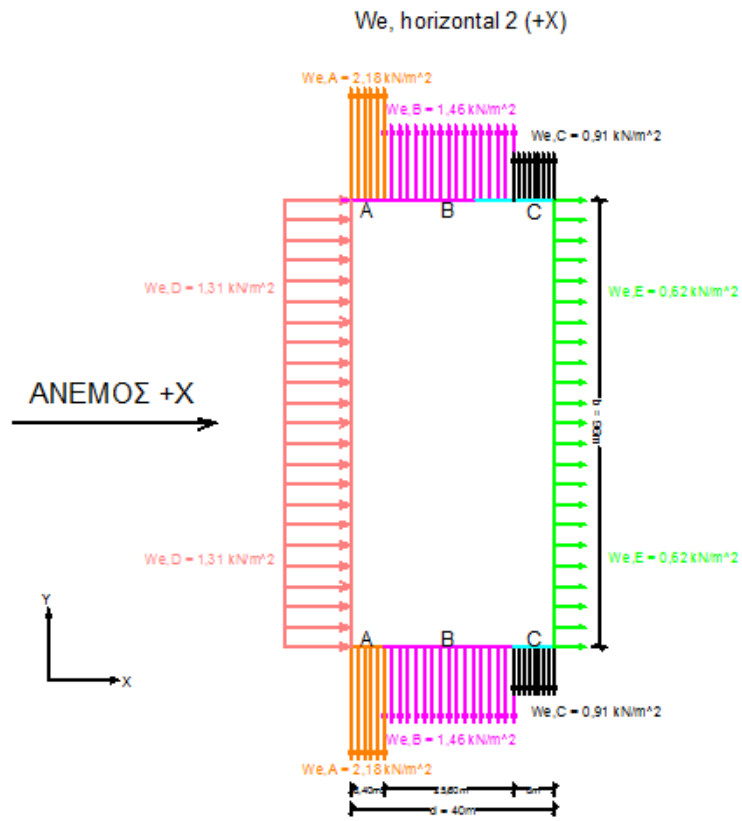 We, horizontal 2 (+X)
We,A = 2,18 kN/m^2
We,B = 1,46 kN/m^2
We,C = 0,91 kN/m^2
A B C
We,D = 1,31 kN/m^2
We,E = 0,62 kN/m^2
ΑΝΕΜΟΣ +Χ
We,D = 1,31 kN/m^2
We,E = 0,62 kN/m^2
Y
X
A B C
We,C = 0,91 kN/m^2
We,B = 1,46 kN/m^2
We,A = 2,18 kN/m^2
d = 40m